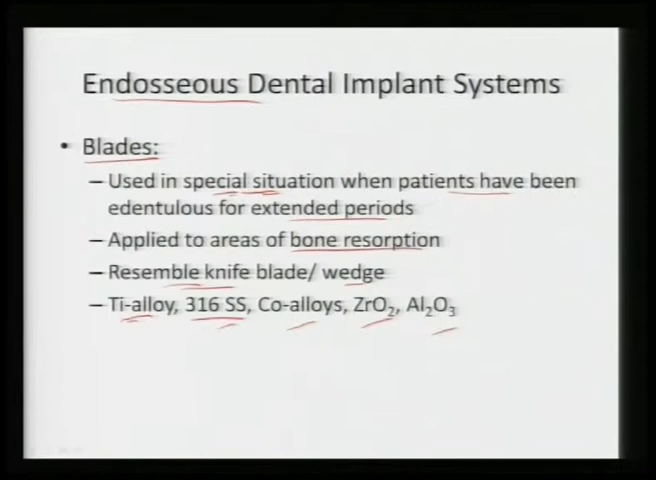 Endosseous Dental Implant Systems
• Blades:
– Used in special situation when patients have been
edentulous for extended periods
– Applied to areas of bone resorption
– Resemble knife blade/ wedge
– Ti-alloy, 316 SS, Co-alloys, ZrO₂, Al₂O₃